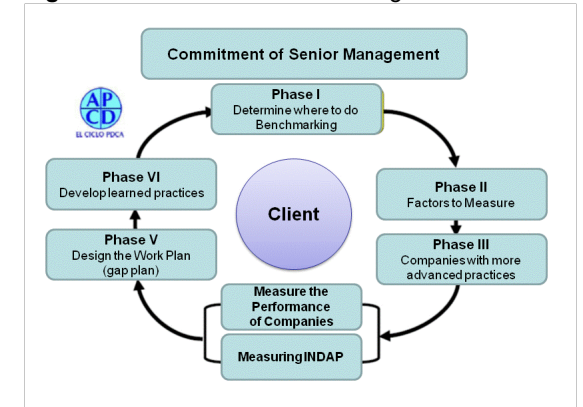 Commitment of Senior Management
Phase I
Determine where to do
Benchmarking
A P
C D
EL CICLO PDCA
Phase VI
Develop learned practices
Phase II
Factors to Measure
Client
Phase V
Design the Work Plan
(gap plan)
Phase III
Companies with more
advanced practices
Measure the
Performance
of Companies
Measuring INDAP